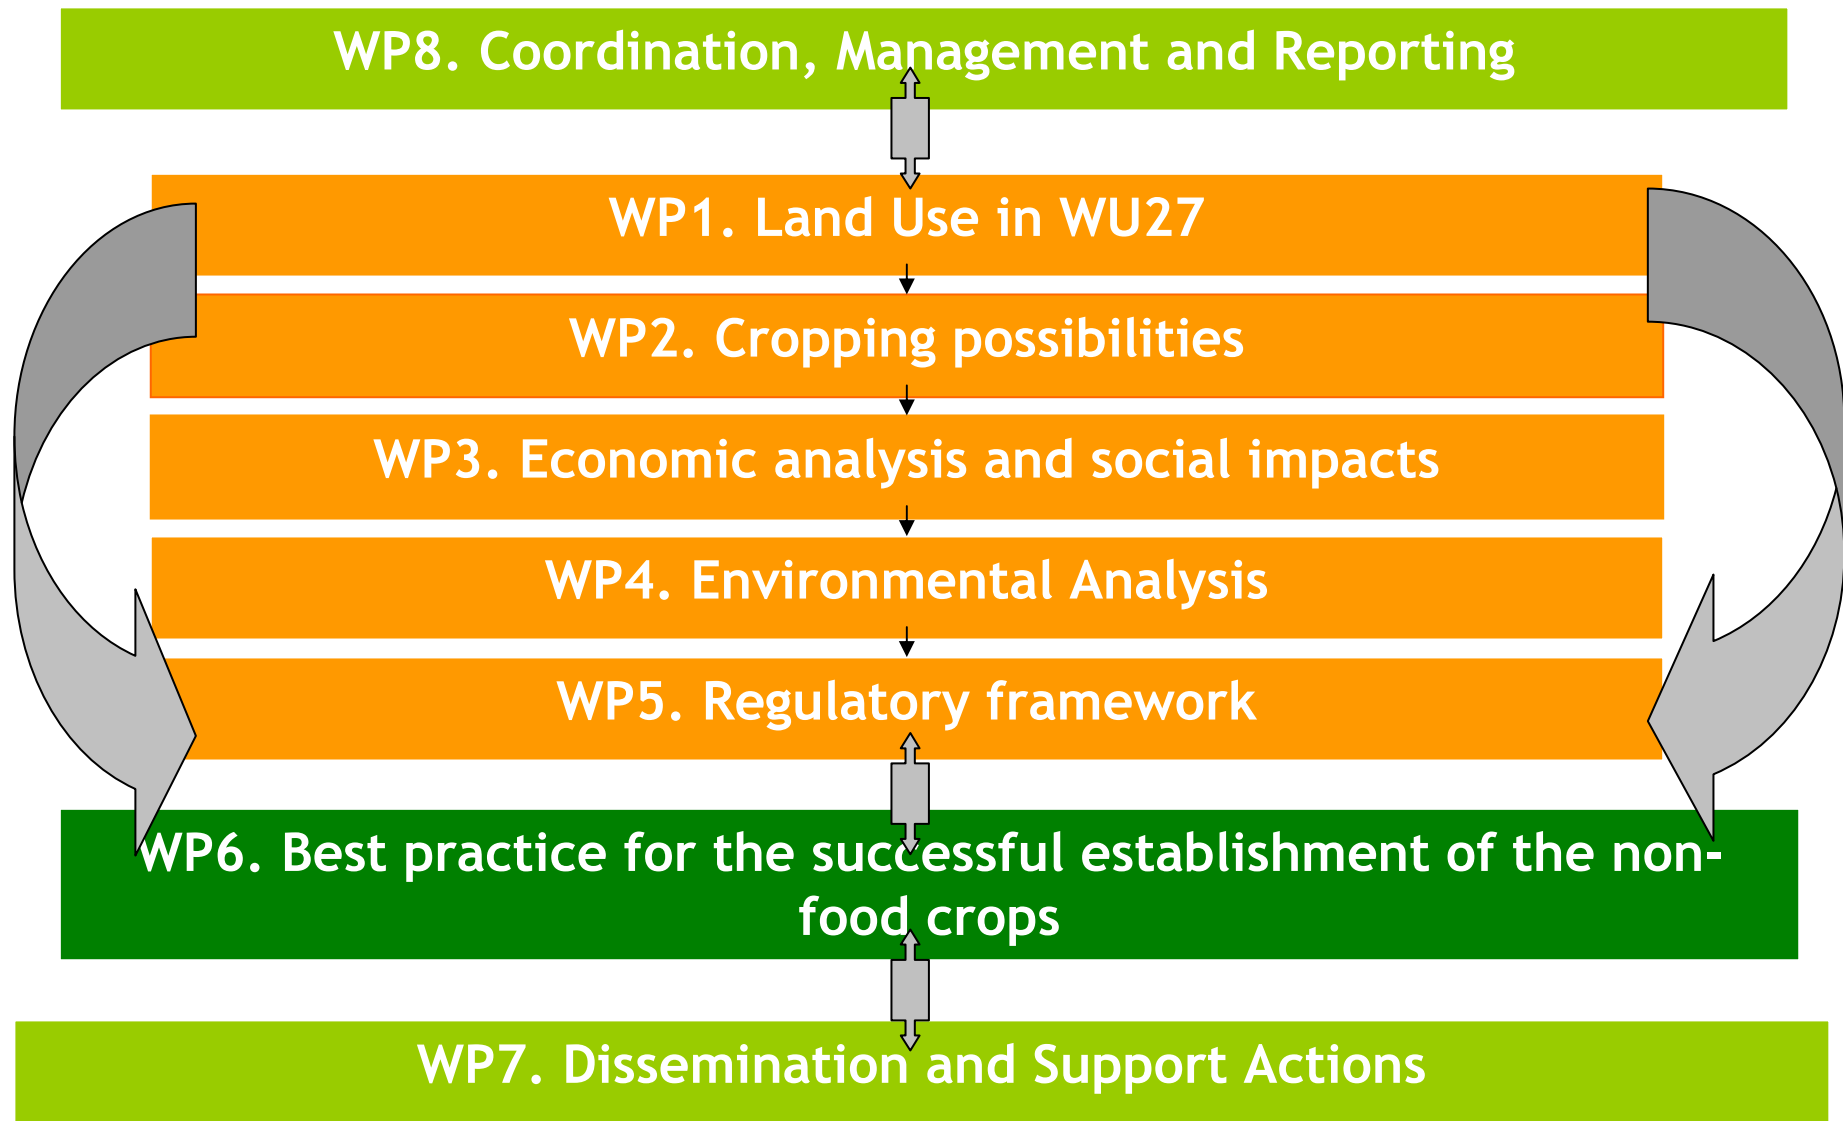 WP8. Coordination, Management and Reporting
WP1. Land Use in WU27
WP2. Cropping possibilities
WP3. Economic analysis and social impacts
WP4. Environmental Analysis
WP5. Regulatory framework
WP6. Best practice for the successful establishment of the non-
food crops
WP7. Dissemination and Support Actions